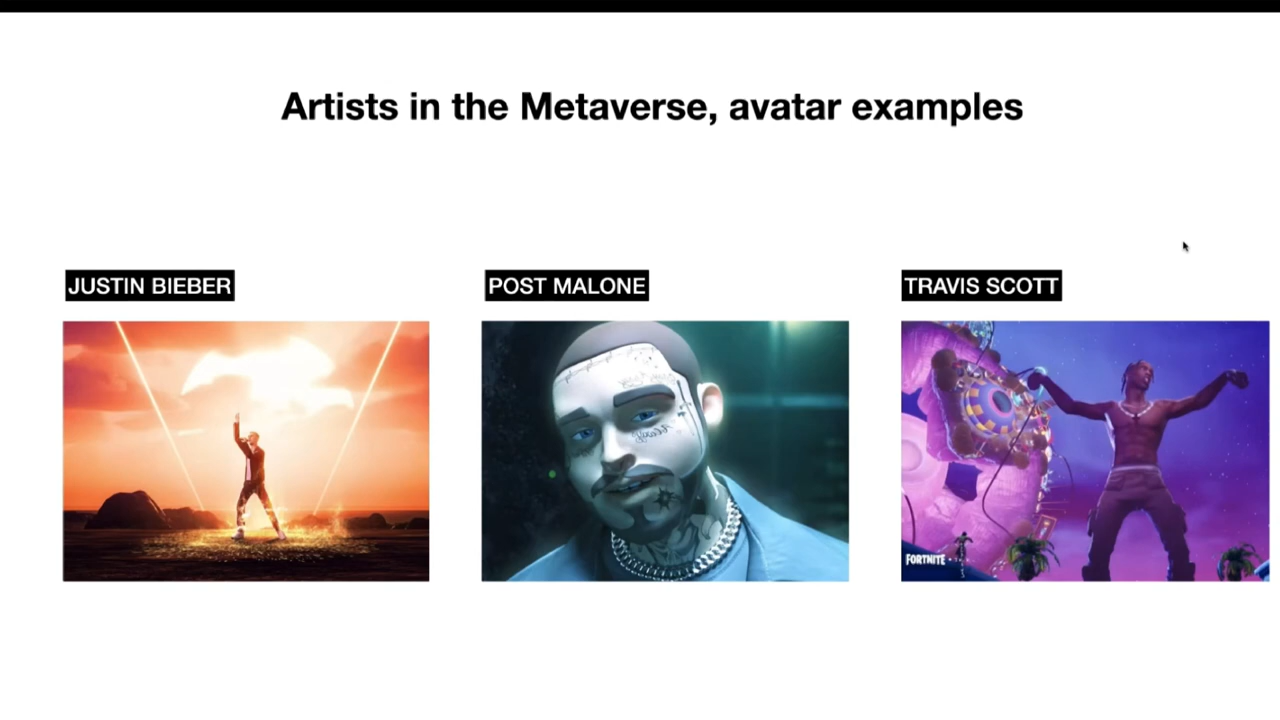 Artists in the Metaverse, avatar examples
JUSTIN BIEBER
POST MALONE
TRAVIS SCOTT
FORTNITE